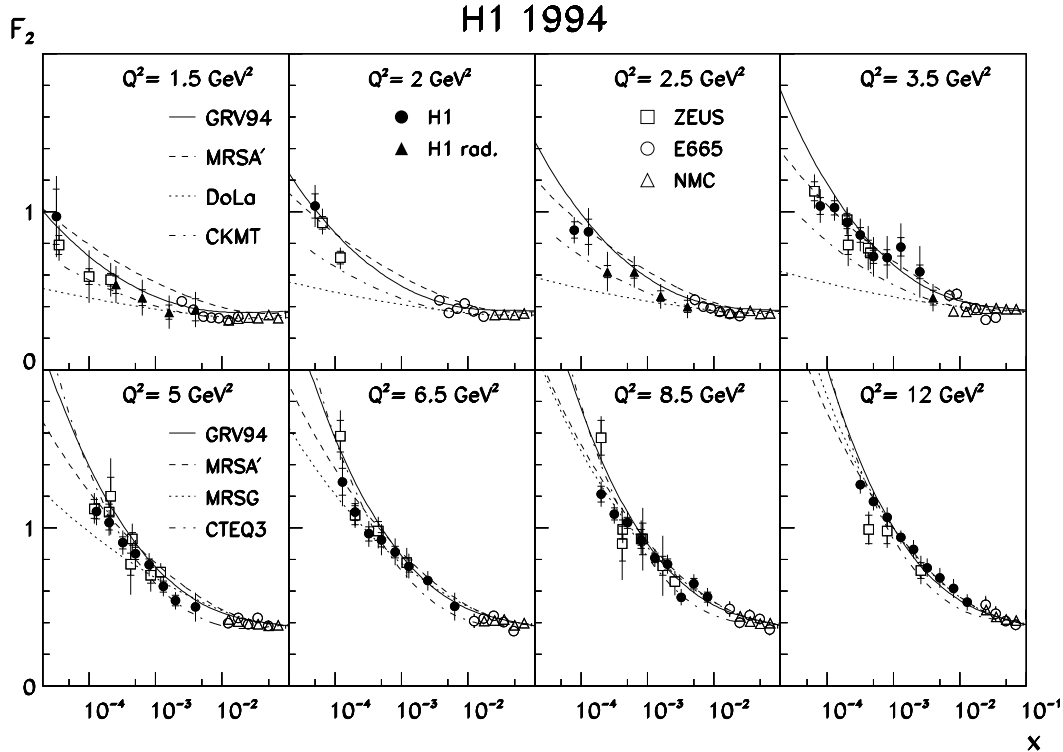 H1 1994
F₂
2
Q²= 1.5 GeV²
GRV94
MRSA′
DoLa
CKMT
Q²= 2 GeV²
H1
H1 rad.
Q²= 2.5 GeV²
ZEUS
E665
NMC
Q²= 3.5 GeV²
1
0
Q²= 5 GeV²
GRV94
MRSA′
MRSG
CTEQ3
Q²= 6.5 GeV²
Q²= 8.5 GeV²
Q²= 12 GeV²
1
0
10⁻⁴ 10⁻³ 10⁻² 10⁻⁴ 10⁻³ 10⁻² 10⁻⁴ 10⁻³ 10⁻² 10⁻⁴ 10⁻³ 10⁻² 10⁻¹
x